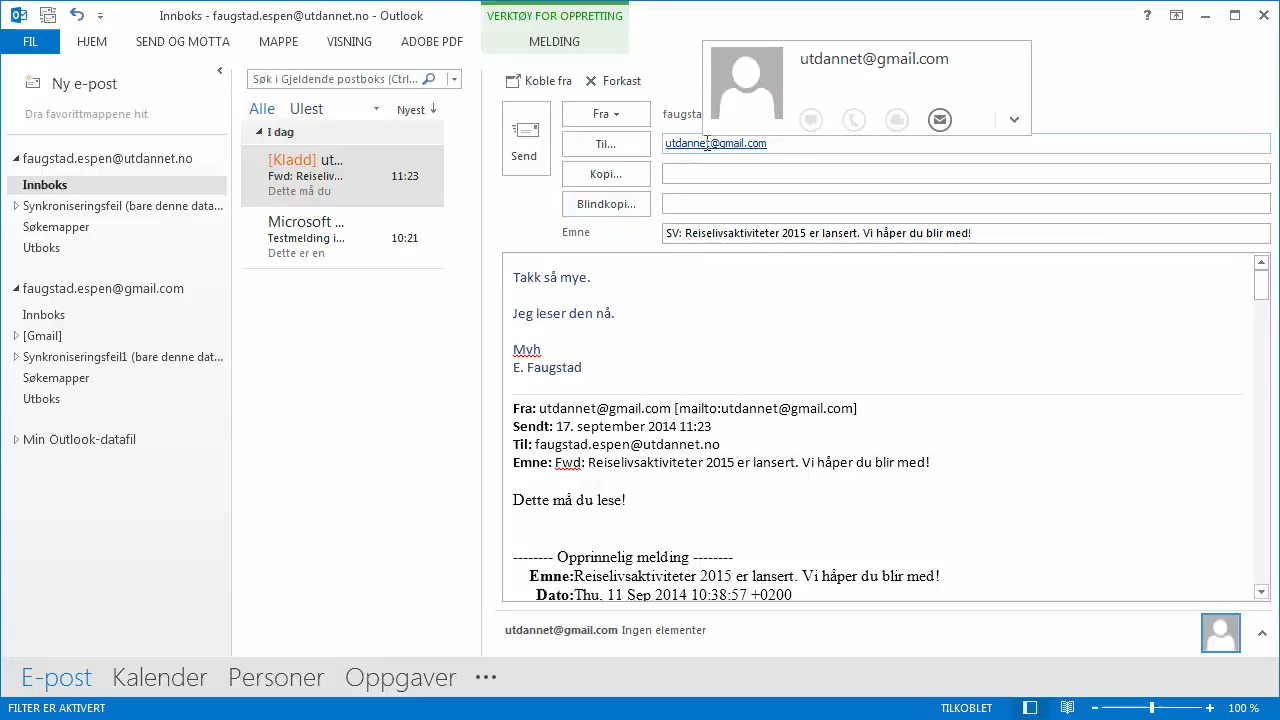 Innboks - faugstad.espen@utdannet.no - Outlook
VERKTØY FOR OPPRETTING
?
FIL
HJEM
SEND OG MOTTA
MAPPE
VISNING
ADOBE PDF
MELDING
Ny e-post
Dra favorittmappene hit
faugstad.espen@utdannet.no
Innboks
Synkroniseringsfeil (bare denne data...
Søkemapper
Utboks
faugstad.espen@gmail.com
Innboks
[Gmail]
Synkroniseringsfeil1 (bare denne dat...
Søkemapper
Utboks
Min Outlook-datafil
Søk i Gjeldende postboks (Ctrl...
Alle Ulest Nyest
I dag
[Kladd] ut...
Fwd: Reiseliv... 11:23
Dette må du
Microsoft ...
Testmelding i... 10:21
Dette er en
Koble fra Forkast
utdannet@gmail.com
Send
Fra faugsta
Til... utdannet@gmail.com
Kopi...
Blindkopi...
Emne SV: Reiselivsaktiviteter 2015 er lansert. Vi håper du blir med!
Takk så mye.
Jeg leser den nå.
Mvh
E. Faugstad
Fra: utdannet@gmail.com [mailto:utdannet@gmail.com]
Sendt: 17. september 2014 11:23
Til: faugstad.espen@utdannet.no
Emne: Fwd: Reiselivsaktiviteter 2015 er lansert. Vi håper du blir med!
Dette må du lese!
-------- Opprinnelig melding --------
Emne:Reiselivsaktiviteter 2015 er lansert. Vi håper du blir med!
Dato:Thu, 11 Sep 2014 10:38:57 +0200
utdannet@gmail.com Ingen elementer
E-post Kalender Personer Oppgaver •••
FILTER ER AKTIVERT
TILKOBLET
100 %